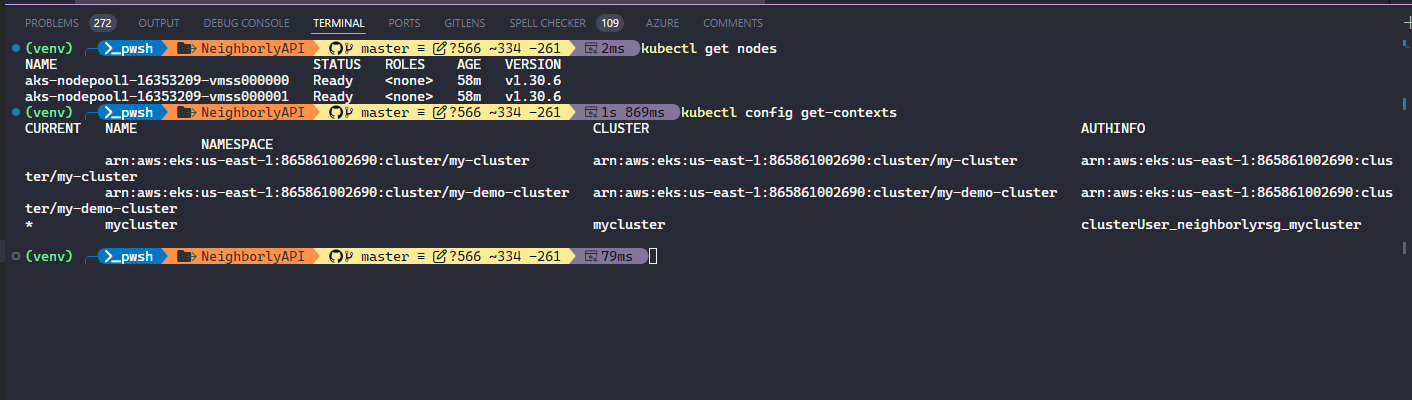 PROBLEMS 272 OUTPUT DEBUG CONSOLE TERMINAL PORTS GITLENS SPELL CHECKER 109 AZURE COMMENTS
(venv) >_pwsh NeighborlyAPI master ≡ ?566 ~334 -261 2ms kubectl get nodes
NAME STATUS ROLES AGE VERSION
aks-nodepool1-16353209-vmss000000 Ready <none> 58m v1.30.6
aks-nodepool1-16353209-vmss000001 Ready <none> 58m v1.30.6
(venv) >_pwsh NeighborlyAPI master ≡ ?566 ~334 -261 1s 869ms kubectl config get-contexts
CURRENT NAME CLUSTER AUTHINFO
NAMESPACE
arn:aws:eks:us-east-1:865861002690:cluster/my-cluster arn:aws:eks:us-east-1:865861002690:cluster/my-cluster arn:aws:eks:us-east-1:865861002690:clus
ter/my-cluster
arn:aws:eks:us-east-1:865861002690:cluster/my-demo-cluster arn:aws:eks:us-east-1:865861002690:cluster/my-demo-cluster arn:aws:eks:us-east-1:865861002690:clus
ter/my-demo-cluster
* mycluster mycluster clusterUser_neighborlyrsg_mycluster
(venv) >_pwsh NeighborlyAPI master ≡ ?566 ~334 -261 79ms